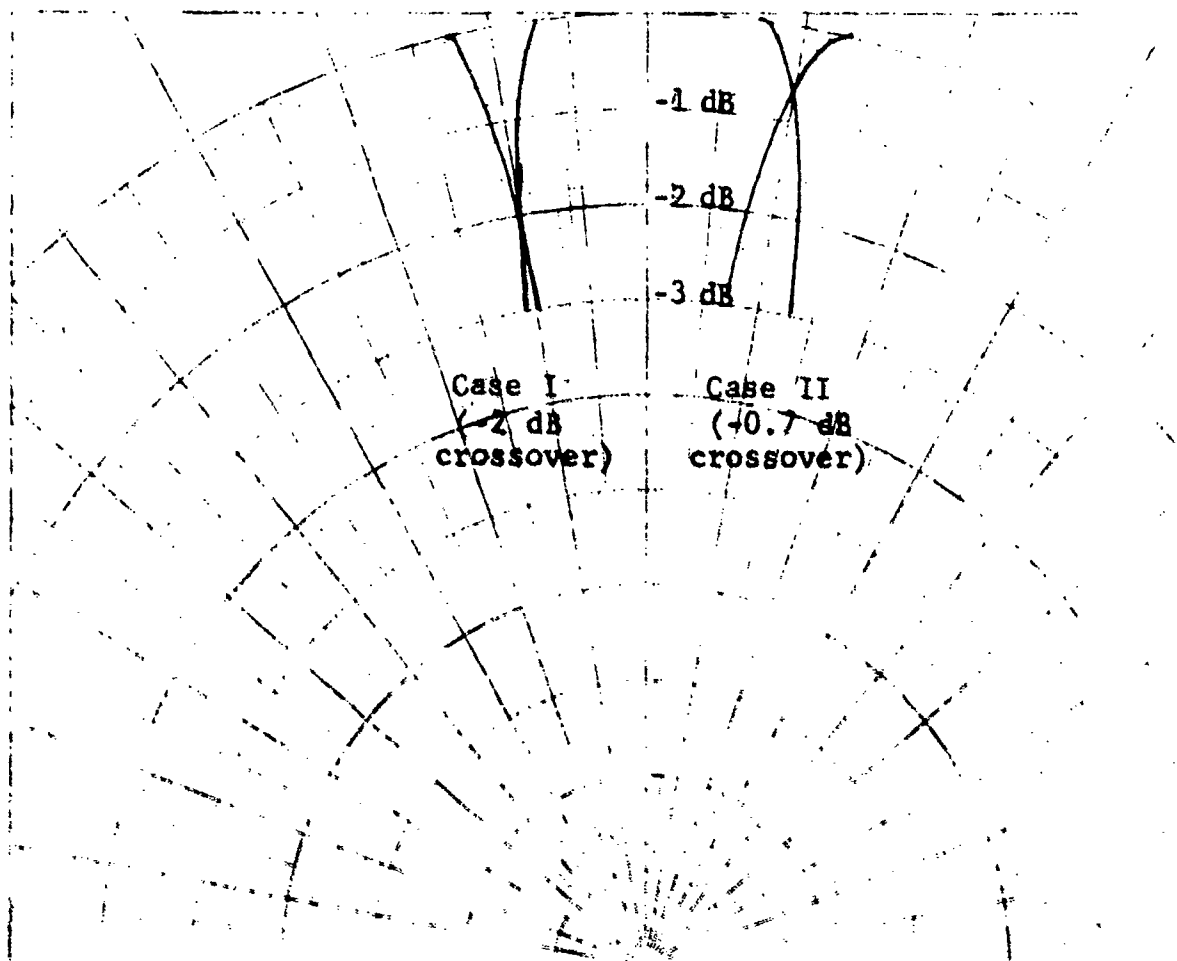 -1 dB
-2 dB
-3 dB
Case I
(-2 dB
crossover)
Case II
(-0.7 dB
crossover)